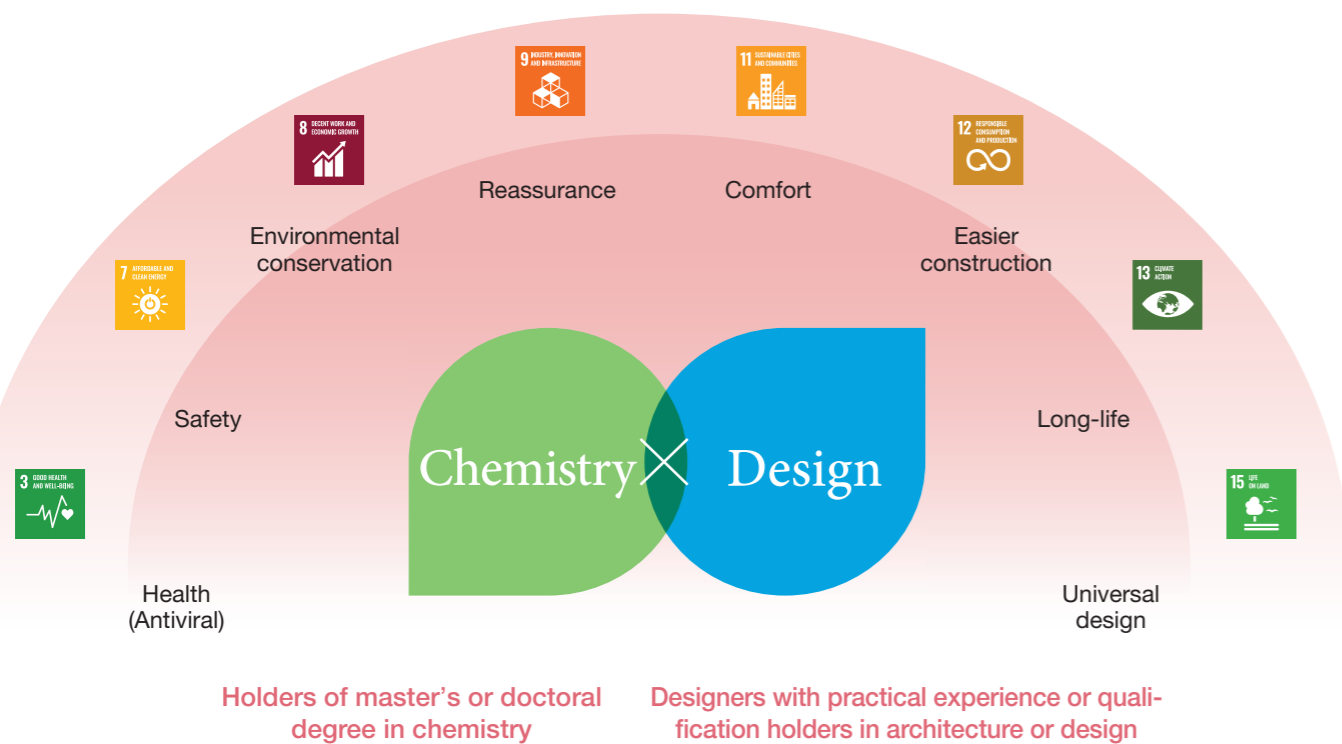 9 INDUSTRY, INNOVATION
AND INFRASTRUCTURE
11 SUSTAINABLE CITIES
AND COMMUNITIES
8 DECENT WORK AND
ECONOMIC GROWTH
12 RESPONSIBLE
CONSUMPTION
AND PRODUCTION
Reassurance
Comfort
Environmental
conservation
Easier
construction
7 AFFORDABLE AND
CLEAN ENERGY
13 CLIMATE
ACTION
Safety
Long-life
Chemistry
Design
3 GOOD HEALTH
AND WELL-BEING
15 LIFE
ON LAND
Health
(Antiviral)
Universal
design
Holders of master’s or doctoral
degree in chemistry
Designers with practical experience or quali-
fication holders in architecture or design